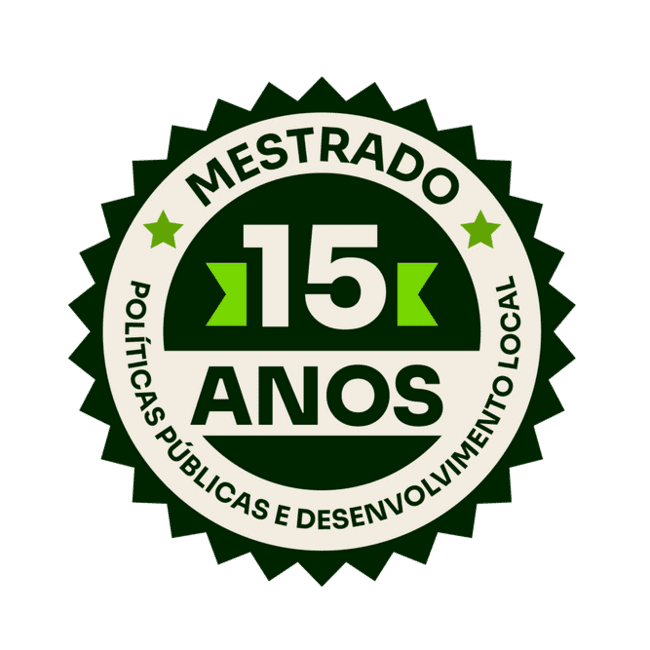 MESTRADO
15
ANOS
POLÍTICAS PÚBLICAS E DESENVOLVIMENTO LOCAL